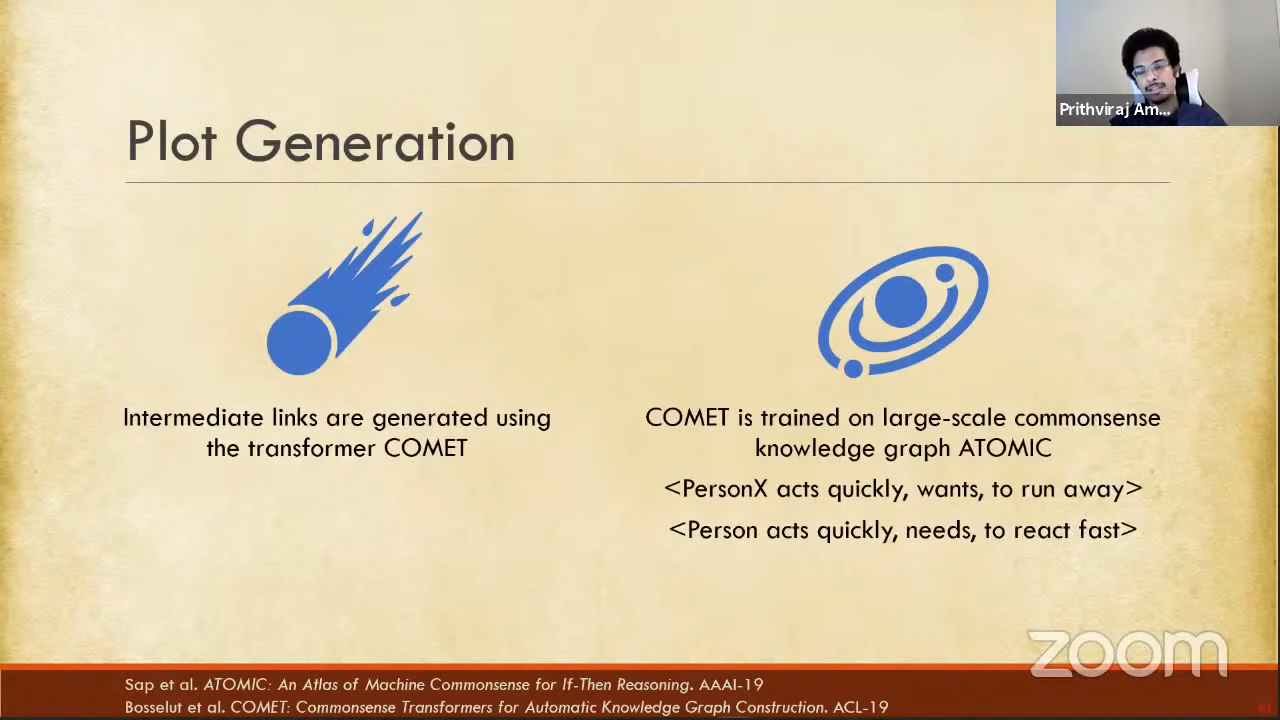 Prithviraj Am...
Plot Generation
Intermediate links are generated using
the transformer COMET
COMET is trained on large-scale commonsense
knowledge graph ATOMIC
<PersonX acts quickly, wants, to run away>
<Person acts quickly, needs, to react fast>
zoom
Sap et al. ATOMIC: An Atlas of Machine Commonsense for If-Then Reasoning. AAAI-19
Bosselut et al. COMET: Commonsense Transformers for Automatic Knowledge Graph Construction. ACL-19